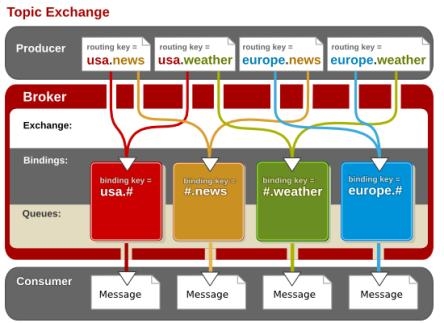 Topic Exchange
Producer
routing key =
usa.news
routing key =
usa.weather
routing key =
europe.news
routing key =
europe.weather
Broker
Exchange:
Bindings:
binding key =
usa.#
binding key =
#.news
binding key =
#.weather
binding key =
europe.#
Queues:
Consumer
Message
Message
Message
Message